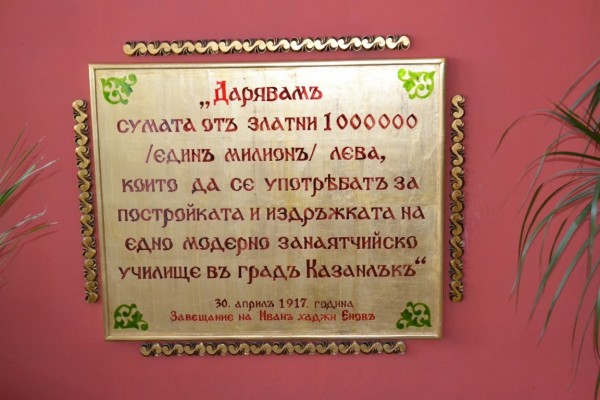 „Дарявамъ
сумата отъ златни 1000000
/единъ милионъ/ лева,
които да се употрѣбатъ за
постройката и издръжката на
едно модерно занаятчийско
училище въ градъ Казанлъкъ“
30. априлъ 1917. година
Завещание на Иванъ хаджи Еновъ